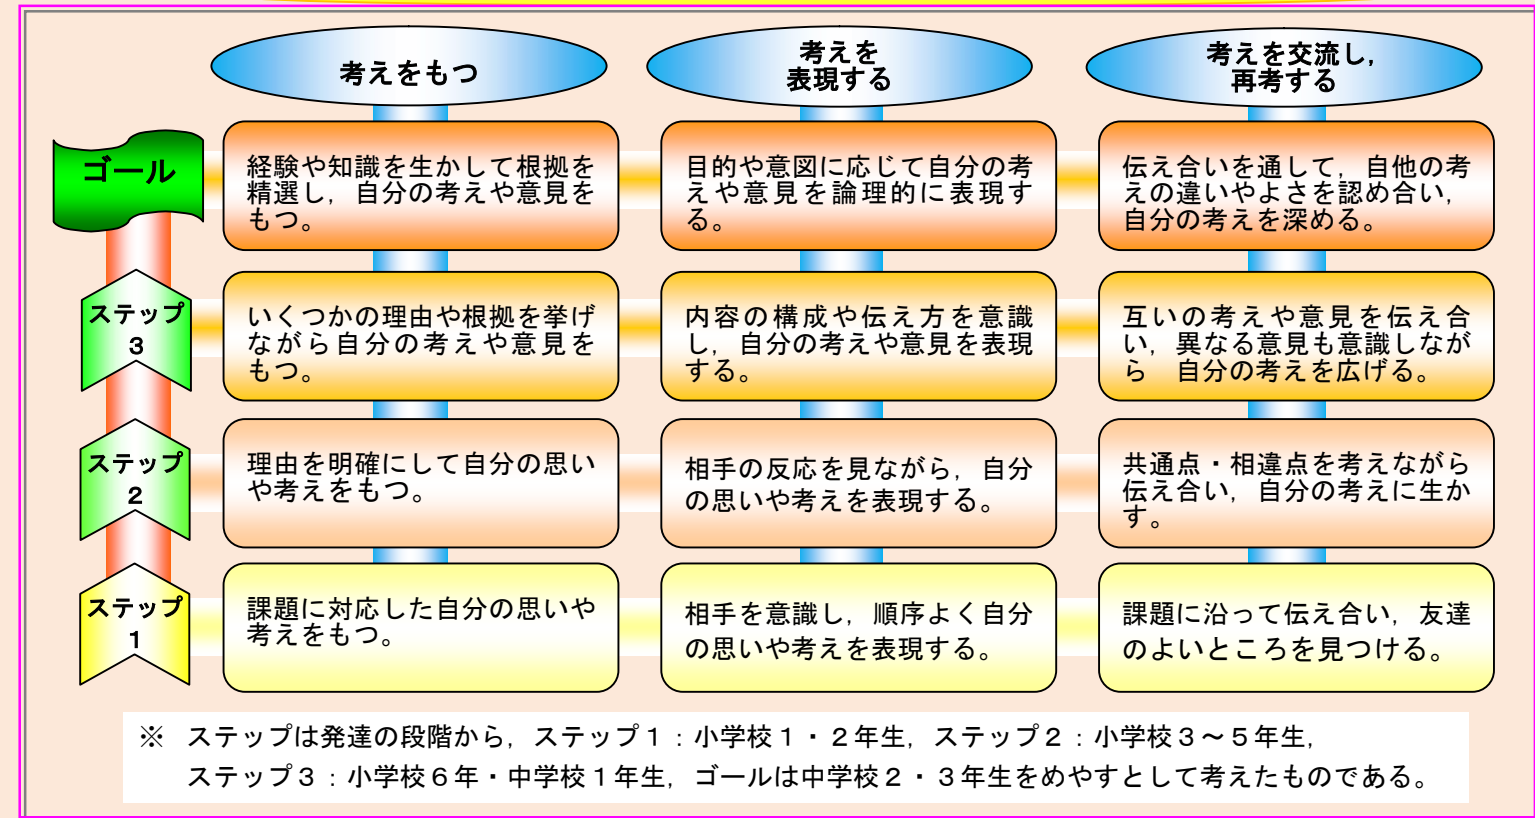 考えをもつ
考えを
表現する
考えを交流し,
再考する
ゴール
経験や知識を生かして根拠を
精選し,自分の考えや意見を
もつ。
目的や意図に応じて自分の考
えや意見を論理的に表現す
る。
伝え合いを通して,自他の考
えの違いやよさを認め合い,
自分の考えを深める。
ステップ
3
いくつかの理由や根拠を挙げ
ながら自分の考えや意見を
もつ。
内容の構成や伝え方を意識
し,自分の考えや意見を表現
する。
互いの考えや意見を伝え合
い,異なる意見も意識しなが
ら 自分の考えを広げる。
ステップ
2
理由を明確にして自分の思い
や考えをもつ。
相手の反応を見ながら,自分
の思いや考えを表現する。
共通点・相違点を考えながら
伝え合い,自分の考えに生か
す。
ステップ
1
課題に対応した自分の思いや
考えをもつ。
相手を意識し,順序よく自分
の思いや考えを表現する。
課題に沿って伝え合い,友達
のよいところを見つける。
※ ステップは発達の段階から,ステップ1:小学校1・2年生,ステップ2:小学校3~5年生,
ステップ3:小学校6年・中学校1年生,ゴールは中学校2・3年生をめやすとして考えたものである。